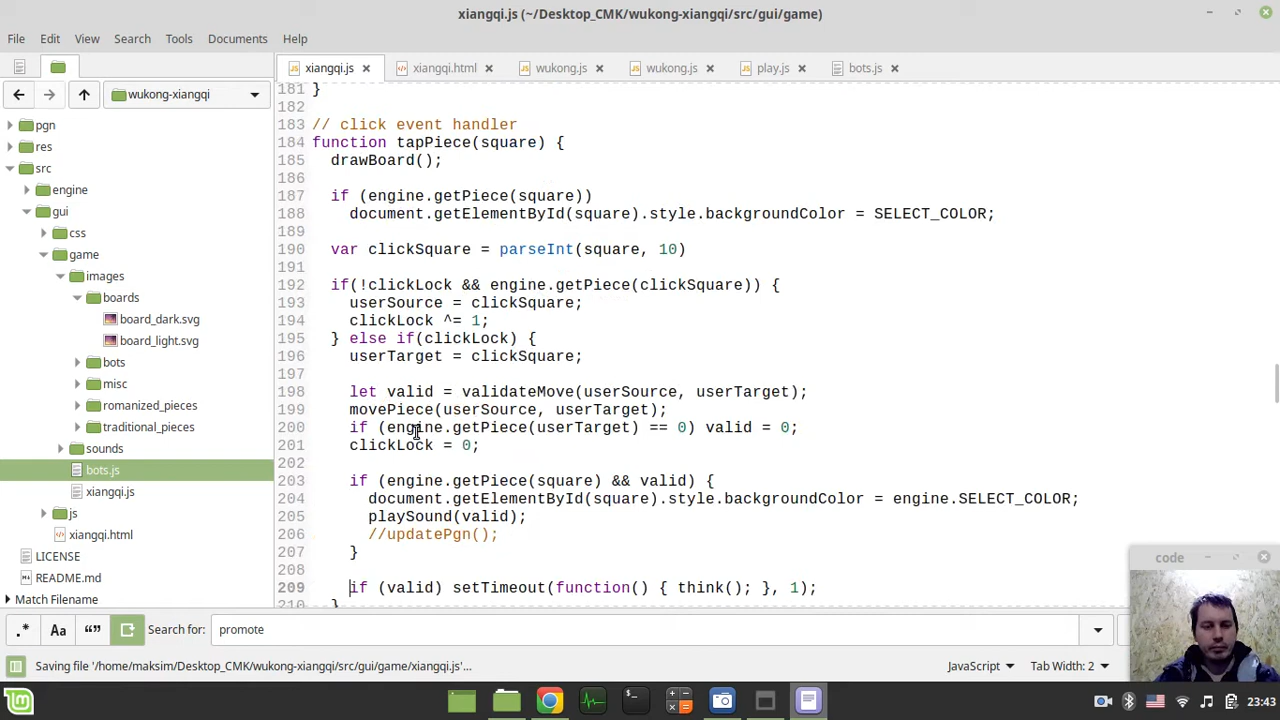 xiangqi.js (~/Desktop_CMK/wukong-xiangqi/src/gui/game)
File Edit View Search Tools Documents Help
xiangqi.js xiangqi.html wukong.js wukong.js play.js bots.js
wukong-xiangqi
pgn
res
src
engine
gui
css
game
images
boards
board_dark.svg
board_light.svg
bots
misc
romanized_pieces
traditional_pieces
sounds
bots.js
xiangqi.js
js
xiangqi.html
LICENSE
README.md
Match Filename
181 }
182
183 // click event handler
184 function tapPiece(square) {
185 drawBoard();
186
187 if (engine.getPiece(square))
188 document.getElementById(square).style.backgroundColor = SELECT_COLOR;
189
190 var clickSquare = parseInt(square, 10)
191
192 if(!clickLock && engine.getPiece(clickSquare)) {
193 userSource = clickSquare;
194 clickLock ^= 1;
195 } else if(clickLock) {
196 userTarget = clickSquare;
197
198 let valid = validateMove(userSource, userTarget);
199 movePiece(userSource, userTarget);
200 if (engine.getPiece(userTarget) == 0) valid = 0;
201 clickLock = 0;
202
203 if (engine.getPiece(square) && valid) {
204 document.getElementById(square).style.backgroundColor = engine.SELECT_COLOR;
205 playSound(valid);
206 //updatePgn();
207 }
208
209 if (valid) setTimeout(function() { think(); }, 1);
210 }
code
.* Aa “” Search for: promote
Saving file '/home/maksim/Desktop_CMK/wukong-xiangqi/src/gui/game/xiangqi.js'... JavaScript Tab Width: 2
23:43